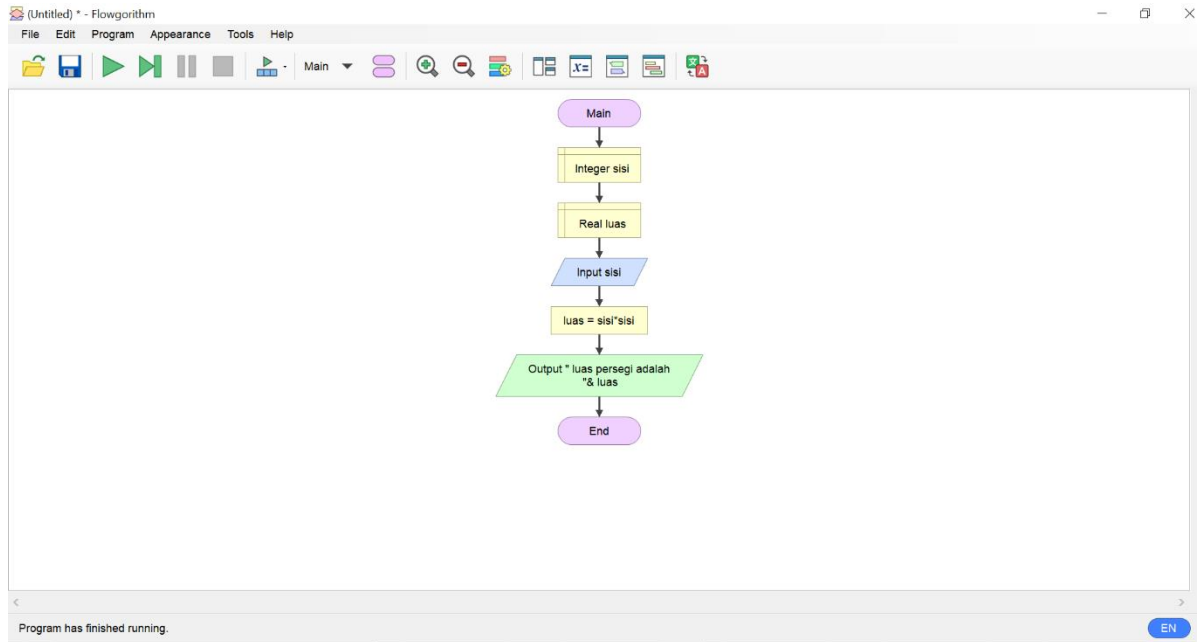 (Untitled) * - Flowgorithm
File Edit Program Appearance Tools Help
Main
X=
Main
Integer sisi
Real luas
Input sisi
luas = sisi*sisi
Output " luas persegi adalah
"& luas
End
Program has finished running.
EN